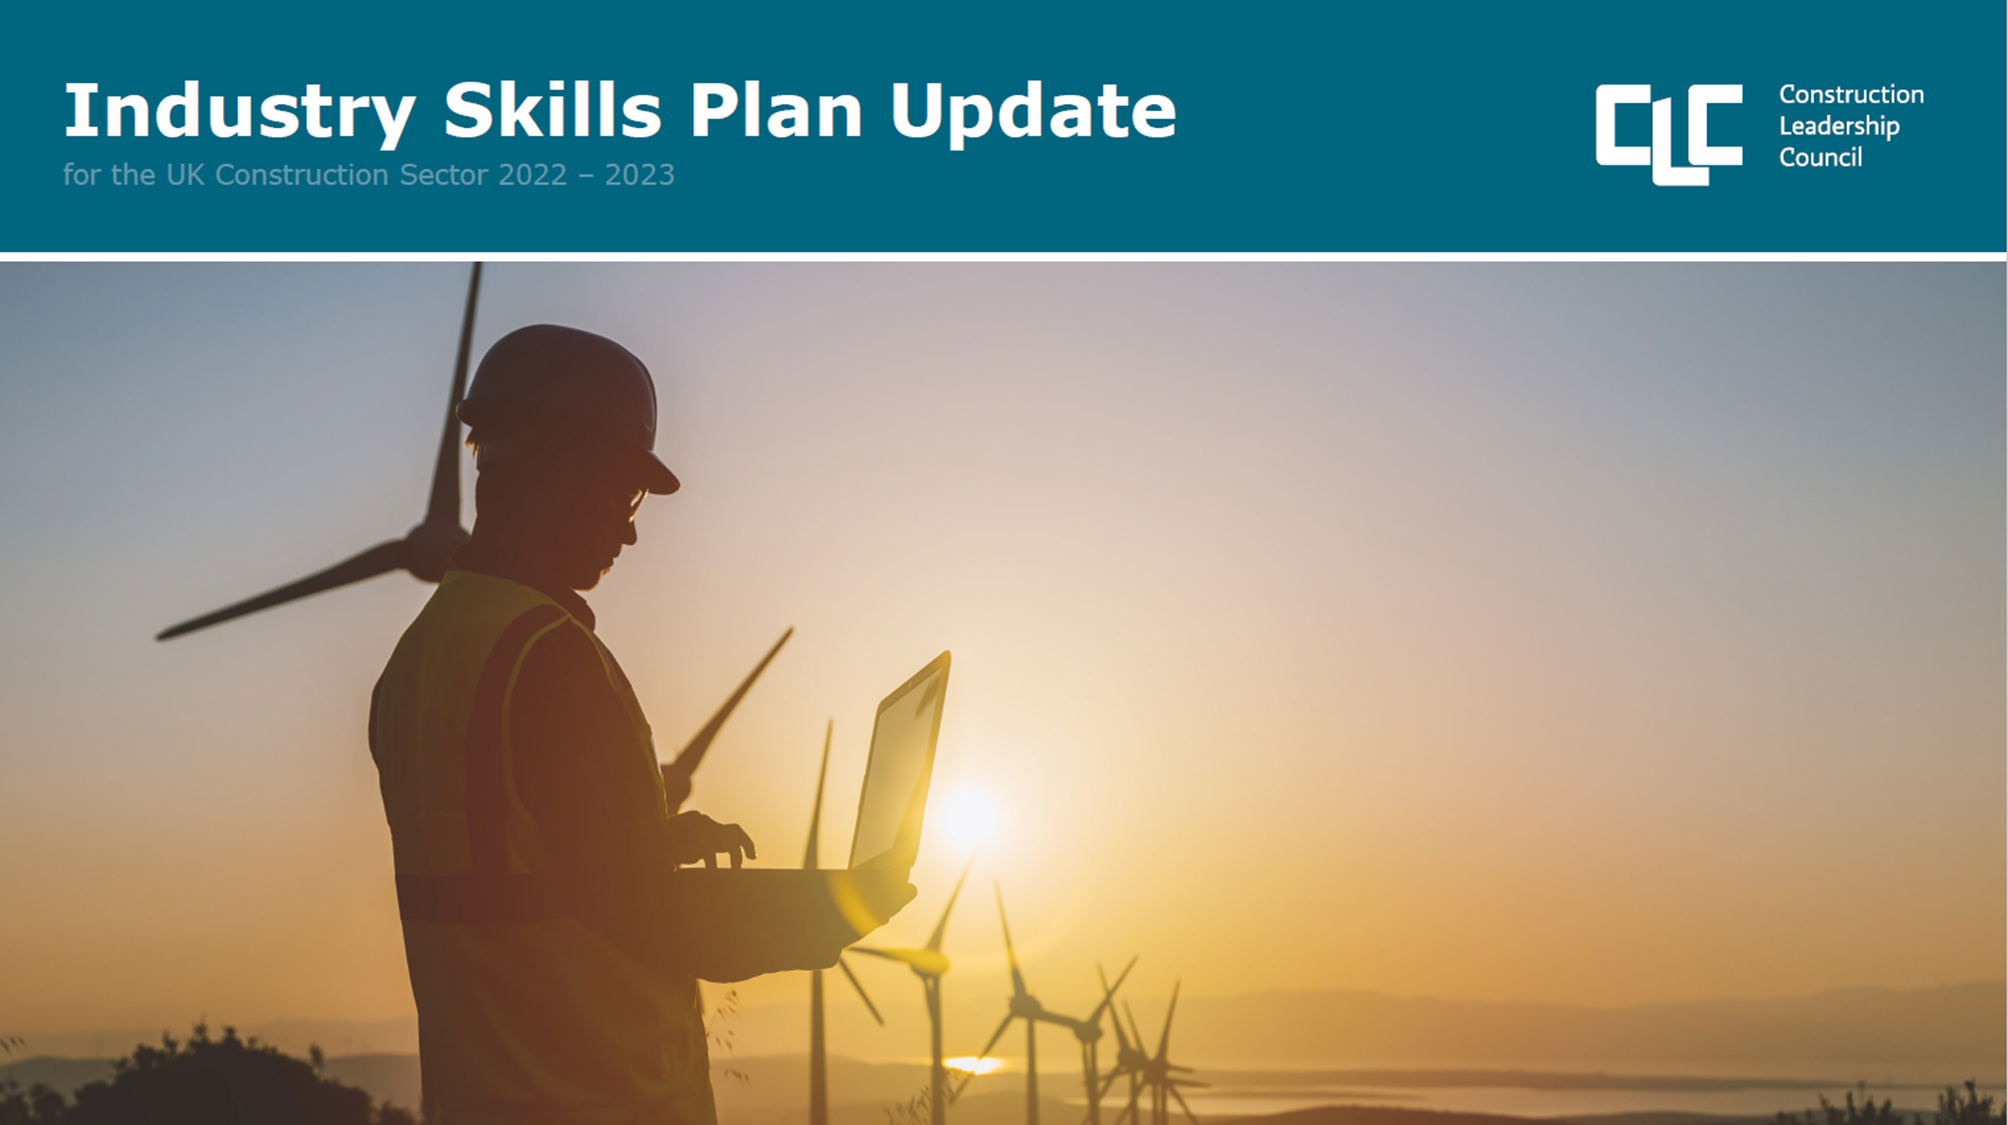 Industry Skills Plan Update
for the UK Construction Sector 2022 – 2023
CLC
Construction
Leadership
Council